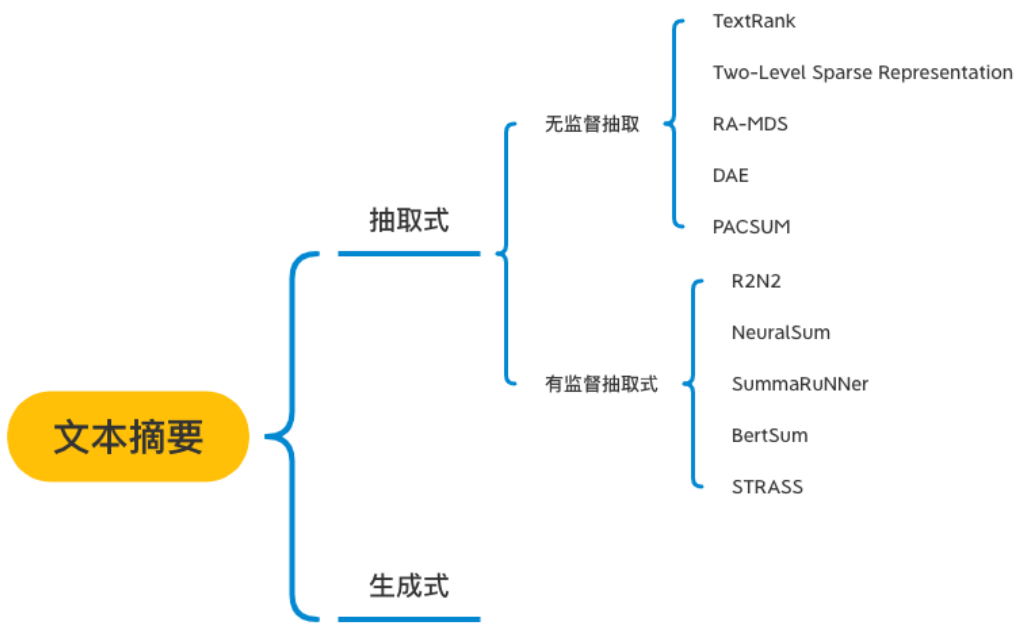 文本摘要
抽取式
无监督抽取
TextRank
Two-Level Sparse Representation
RA-MDS
DAE
PACSUM
有监督抽取式
R2N2
NeuralSum
SummaRuNNer
BertSum
STRASS
生成式